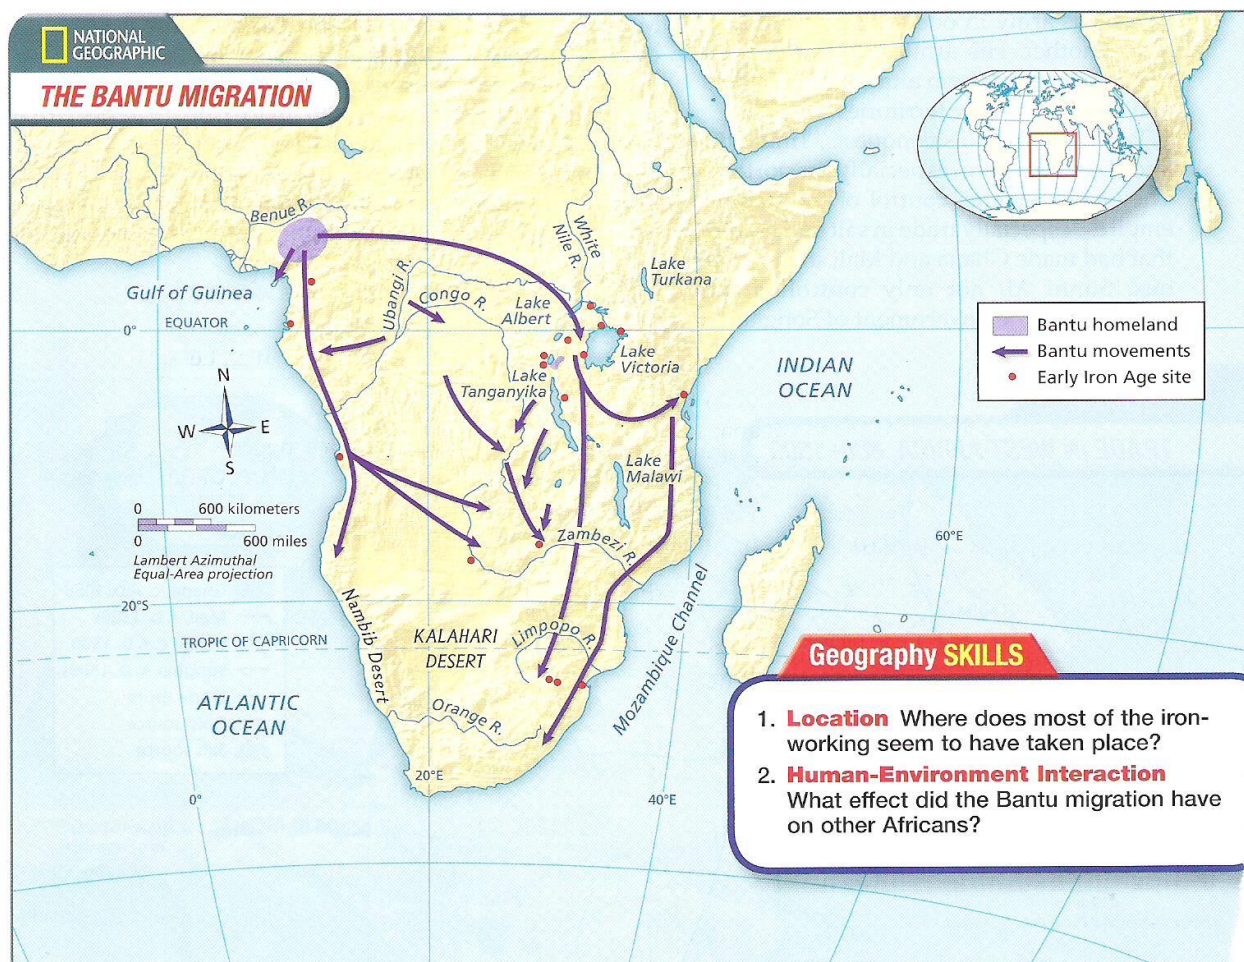 NATIONAL
GEOGRAPHIC
THE BANTU MIGRATION
Benue R.
White
Nile R.
Lake
Turkana
Gulf of Guinea
Ubangi R.
Congo R.
Lake
Albert
EQUATOR
0°
Lake
Victoria
Lake
Tanganyika
INDIAN
OCEAN
Bantu homeland
Bantu movements
Early Iron Age site
N
W
E
S
Lake
Malawi
0
600 kilometers
0
600 miles
Lambert Azimuthal
Equal-Area projection
Zambezi R.
60°E
20°S
TROPIC OF CAPRICORN
Nambib Desert
KALAHARI
DESERT
Limpopo R.
Mozambique Channel
ATLANTIC
OCEAN
Orange R.
20°E
0°
40°E
Geography SKILLS
1. Location Where does most of the iron-
working seem to have taken place?
2. Human-Environment Interaction
What effect did the Bantu migration have
on other Africans?